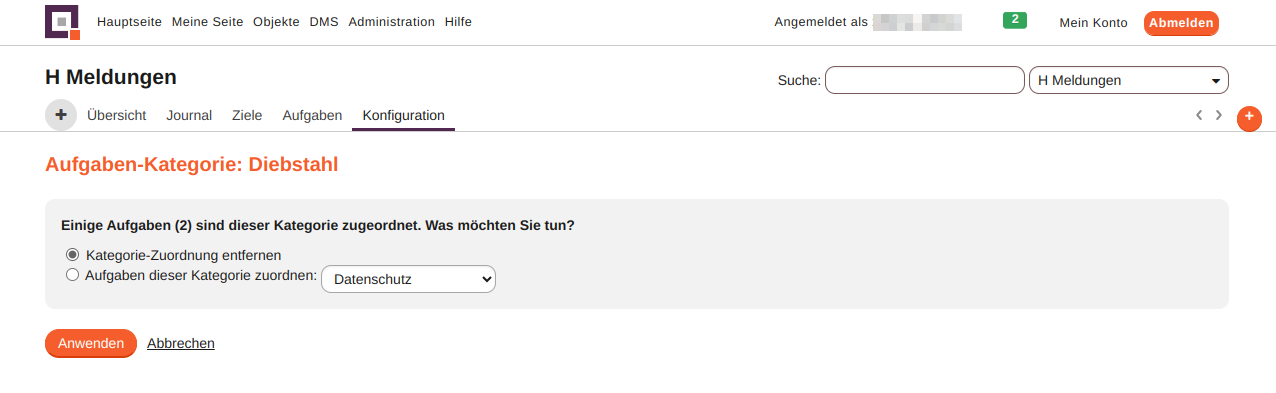 Hauptseite Meine Seite Objekte DMS Administration Hilfe Angemeldet als 2 Mein Konto Abmelden
H Meldungen Suche: H Meldungen
+ Übersicht Journal Ziele Aufgaben Konfiguration < > +
Aufgaben-Kategorie: Diebstahl
Einige Aufgaben (2) sind dieser Kategorie zugeordnet. Was möchten Sie tun?
Kategorie-Zuordnung entfernen
Aufgaben dieser Kategorie zuordnen: Datenschutz
Anwenden Abbrechen